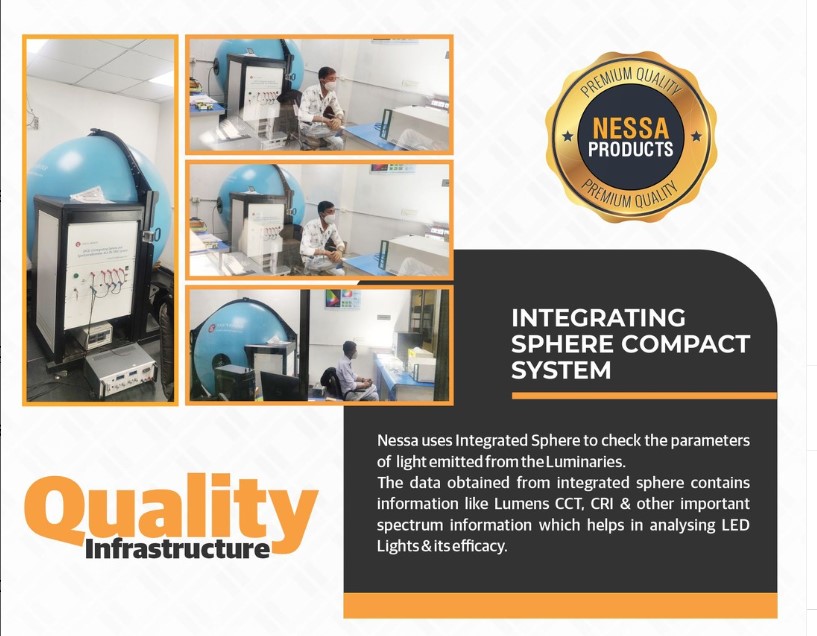 PREMIUM QUALITY
NESSA
PRODUCTS
PREMIUM QUALITY
INTEGRATING
SPHERE COMPACT
SYSTEM
Nessa uses Integrated Sphere to check the parameters
of light emitted from the Luminaries.
The data obtained from integrated sphere contains
information like Lumens CCT, CRI & other important
spectrum information which helps in analysing LED
Lights & its efficacy.
Quality
Infrastructure